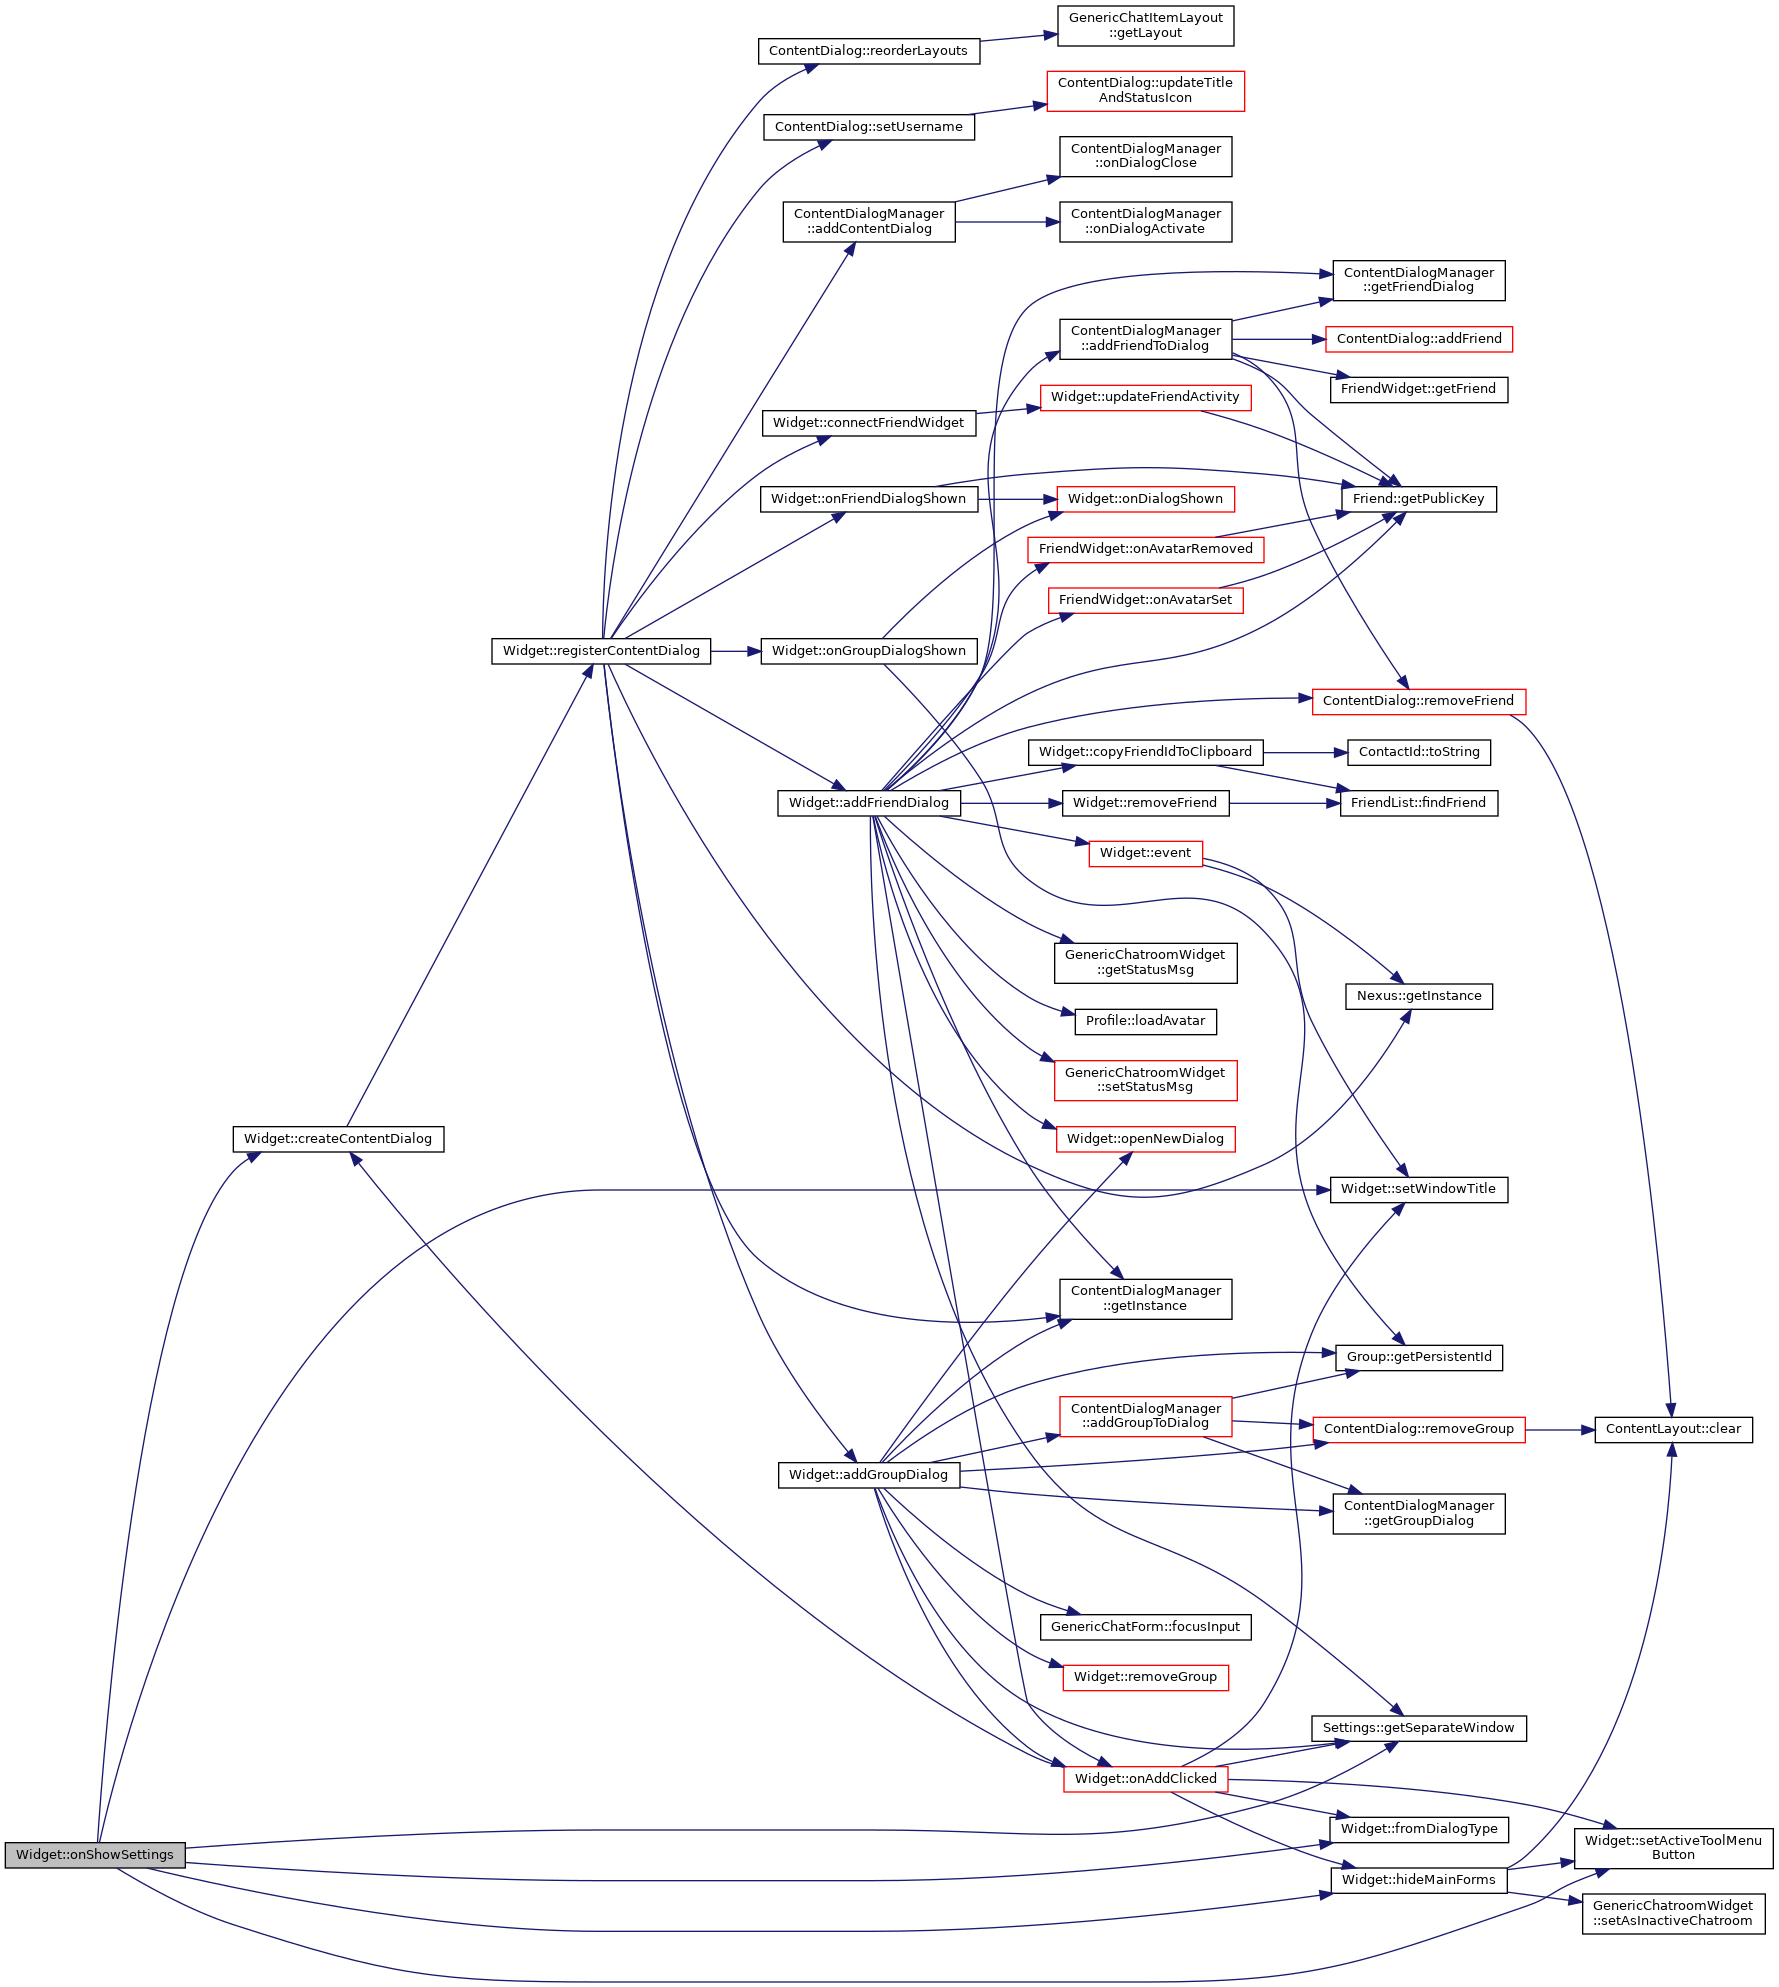 GenericChatItemLayout
::getLayout
ContentDialog::reorderLayouts
ContentDialog::updateTitle
AndStatusIcon
ContentDialog::setUsername
ContentDialogManager
::onDialogClose
ContentDialogManager
::addContentDialog
ContentDialogManager
::onDialogActivate
ContentDialogManager
::getFriendDialog
ContentDialogManager
::addFriendToDialog
ContentDialog::addFriend
FriendWidget::getFriend
Widget::updateFriendActivity
Widget::connectFriendWidget
Widget::onFriendDialogShown
Widget::onDialogShown
Friend::getPublicKey
FriendWidget::onAvatarRemoved
FriendWidget::onAvatarSet
Widget::registerContentDialog
Widget::onGroupDialogShown
ContentDialog::removeFriend
Widget::copyFriendIdToClipboard
ContactId::toString
Widget::addFriendDialog
Widget::removeFriend
FriendList::findFriend
Widget::event
GenericChatroomWidget
::getStatusMsg
Nexus::getInstance
Profile::loadAvatar
GenericChatroomWidget
::setStatusMsg
Widget::createContentDialog
Widget::openNewDialog
Widget::setWindowTitle
ContentDialogManager
::getInstance
Group::getPersistentId
ContentDialogManager
::addGroupToDialog
ContentDialog::removeGroup
ContentLayout::clear
Widget::addGroupDialog
ContentDialogManager
::getGroupDialog
GenericChatForm::focusInput
Widget::removeGroup
Settings::getSeparateWindow
Widget::onAddClicked
Widget::fromDialogType
Widget::setActiveToolMenu
Button
Widget::onShowSettings
Widget::hideMainForms
GenericChatroomWidget
::setAsInactiveChatroom